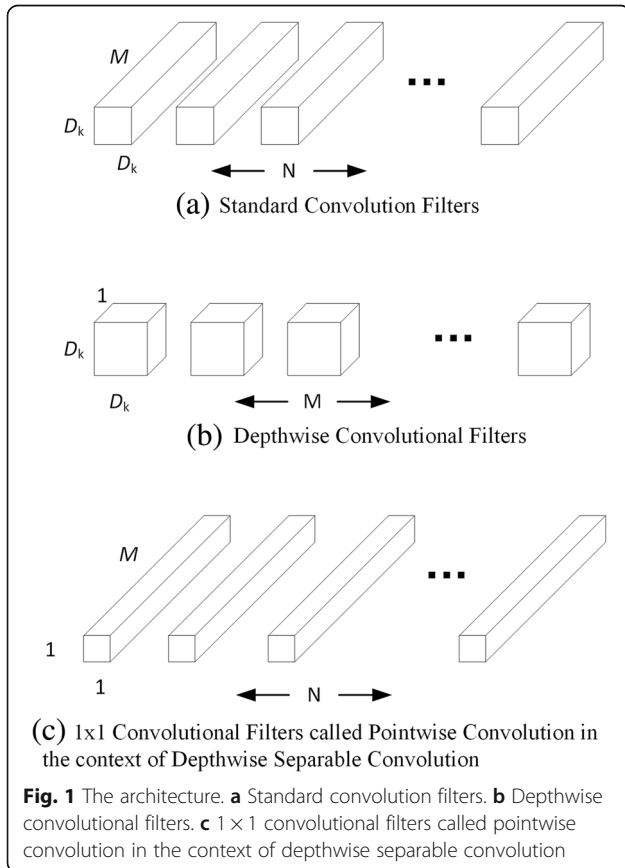 M
Dk
Dk
N
(a) Standard Convolution Filters
1
Dk
Dk
M
(b) Depthwise Convolutional Filters
M
1
1
N
(c) 1x1 Convolutional Filters called Pointwise Convolution in
the context of Depthwise Separable Convolution
Fig. 1 The architecture. a Standard convolution filters. b Depthwise
convolutional filters. c 1 × 1 convolutional filters called pointwise
convolution in the context of depthwise separable convolution